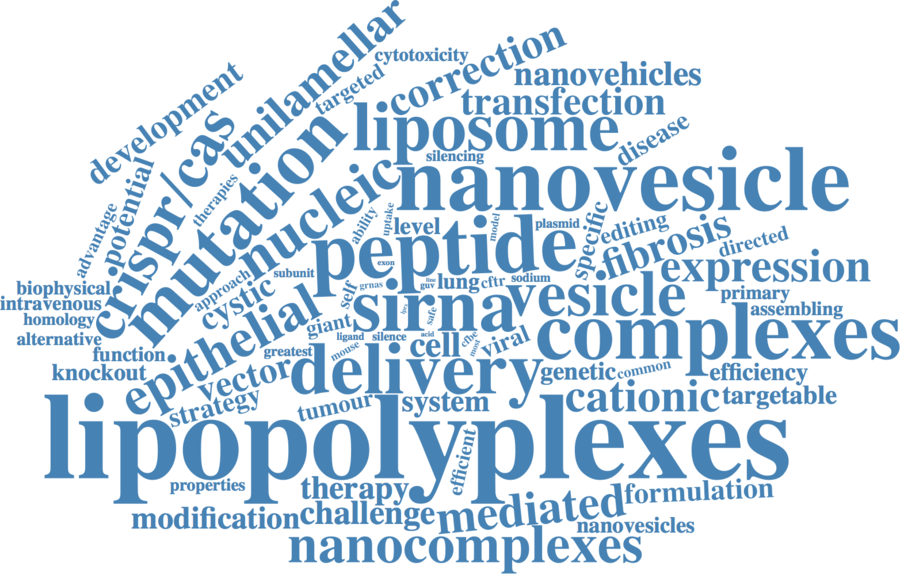 unilamellar
cytotoxicity
correction
targeted
nanovehicles
development
transfection
liposome
disease
crispr/cas
mutation
silencing
potential
therapies
nucleic
nanovesicle
advantage
ability
uptake
level
peptide
model
plasmid
specific
editing
fibrosis
directed
exon
approach
subunit
grnas
guv
lung
cftr
sodium
expression
biophysical
intravenous
cystic
self
sirna
vesicle
primary
homology
giant
safe
assembling
alternative
epithelial
ligand
silence
acid
cell
cfbe
most
viral
complexes
function
greatest
mouse
knockout
vector
delivery
genetic
common
efficiency
strategy
tumour
system
cationic
targetable
lipopolyplexes
efficient
properties
therapy
formulation
modification
challenge
mediated
nanovesicles
nanocomplexes